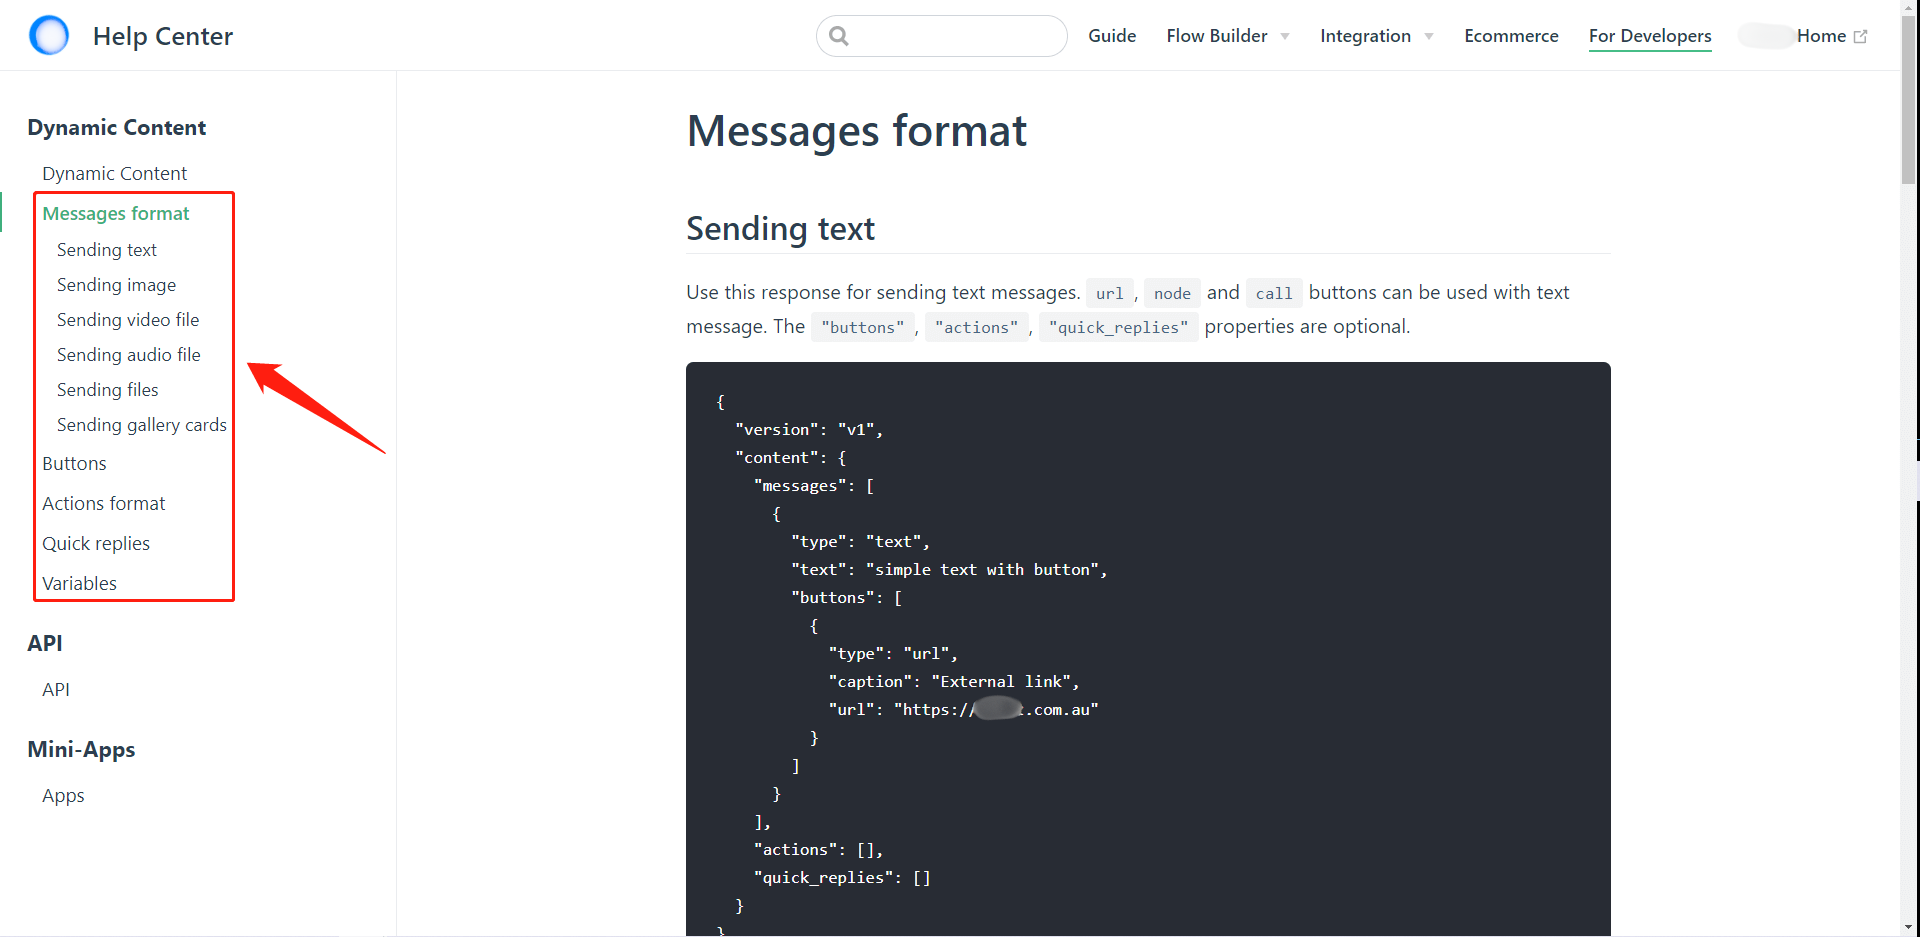 Help Center
Guide
Flow Builder
Integration
Ecommerce
For Developers
Home
Dynamic Content
Dynamic Content
Messages format
Sending text
Sending image
Sending video file
Sending audio file
Sending files
Sending gallery cards
Buttons
Actions format
Quick replies
Variables
API
API
Mini-Apps
Apps
Messages format
Sending text
Use this response for sending text messages. url , node and call buttons can be used with text
message. The "buttons" , "actions" , "quick_replies" properties are optional.
{
"version": "v1",
"content": {
"messages": [
{
"type": "text",
"text": "simple text with button",
"buttons": [
{
"type": "url",
"caption": "External link",
"url": "https://.com.au"
}
]
}
],
"actions": [],
"quick_replies": []
}
}